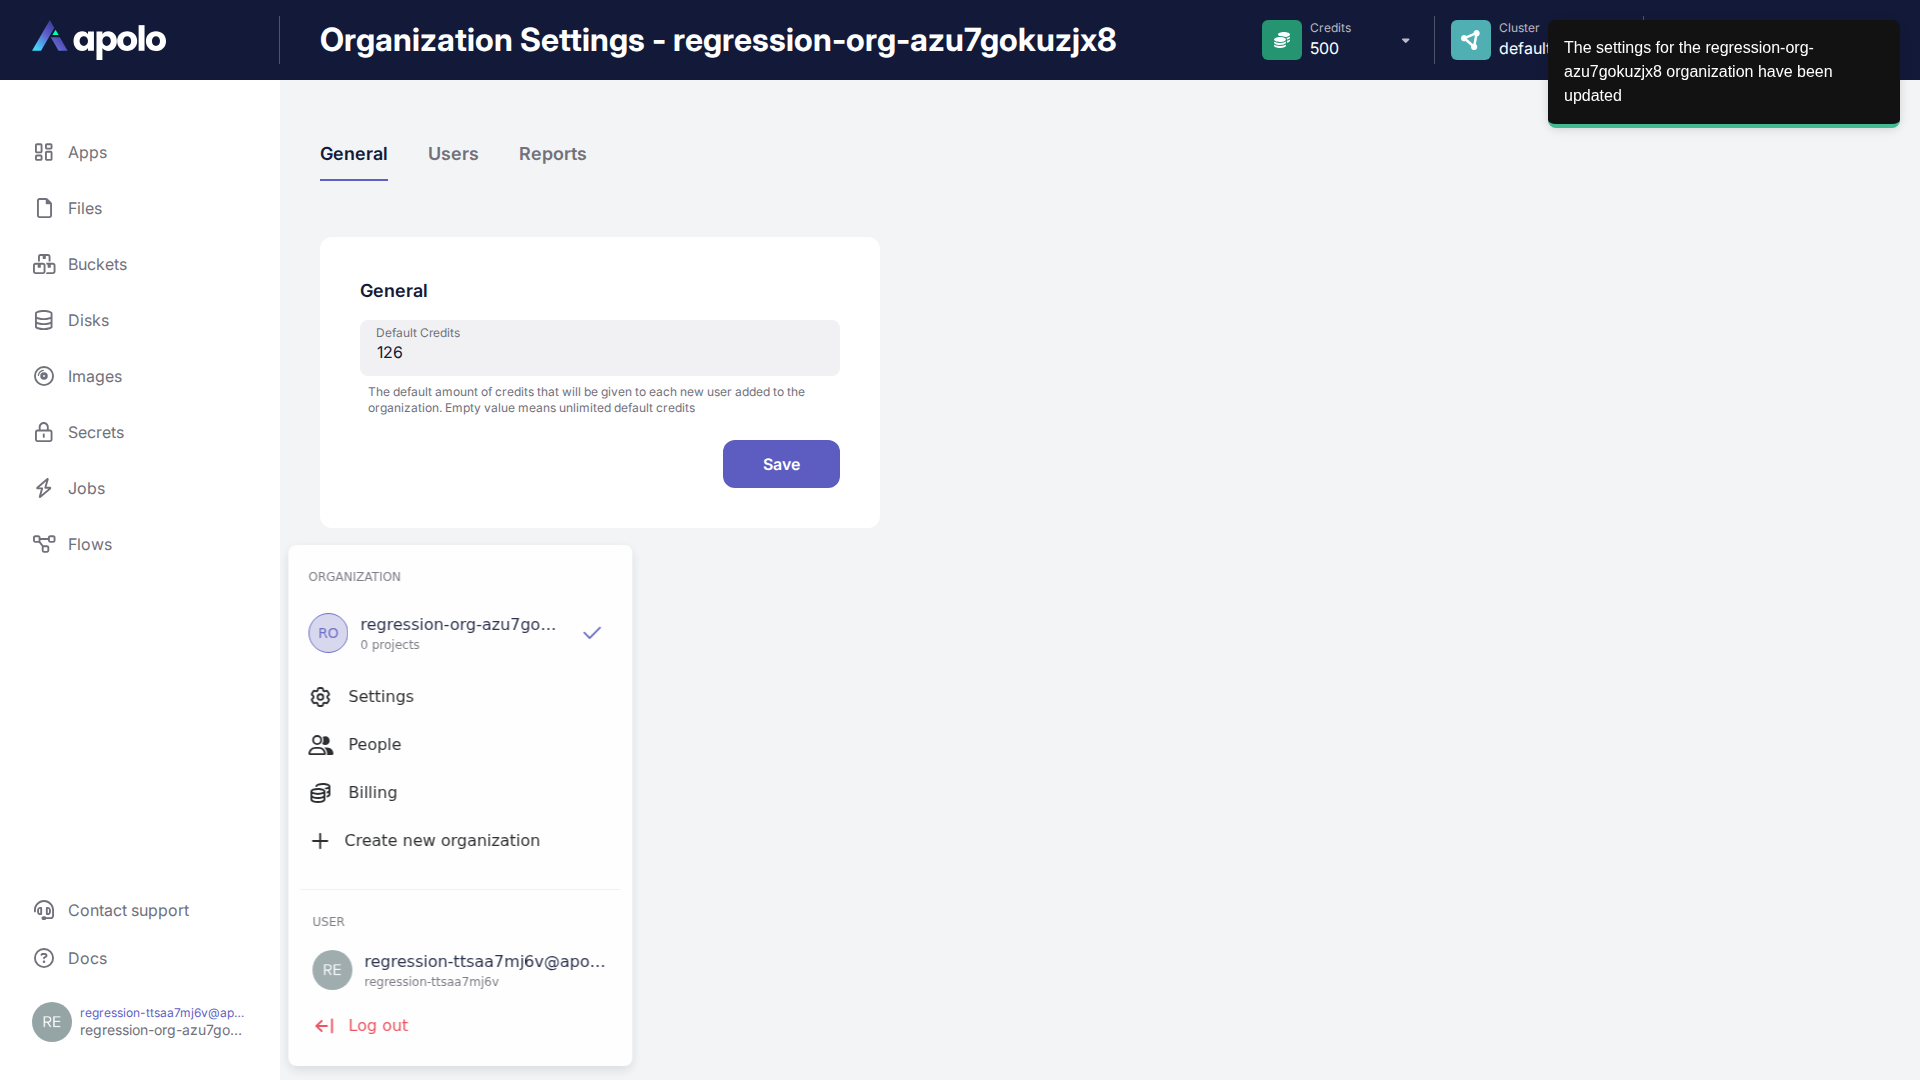 apolo
Organization Settings - regression-org-azu7gokuzjx8
Credits
500
Cluster
default
The settings for the regression-org-
azu7gokuzjx8 organization have been
updated
Apps
Files
Buckets
Disks
Images
Secrets
Jobs
Flows
General
Users
Reports
General
Default Credits
126
The default amount of credits that will be given to each new user added to the
organization. Empty value means unlimited default credits
Save
ORGANIZATION
RO
regression-org-azu7go...
0 projects
Settings
People
Billing
Create new organization
USER
RE
regression-ttsaa7mj6v@apo...
regression-ttsaa7mj6v
Log out
Contact support
Docs
RE
regression-ttsaa7mj6v@ap...
regression-org-azu7go...